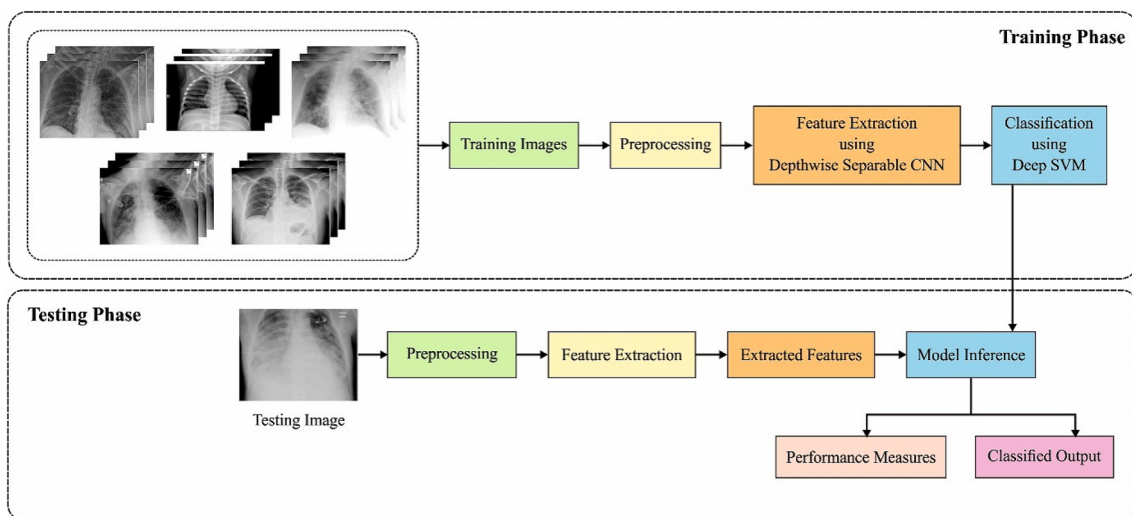 Training Phase
Training Images
Preprocessing
Feature Extraction
using
Depthwise Separable CNN
Classification
using
Deep SVM
Testing Phase
Testing Image
Preprocessing
Feature Extraction
Extracted Features
Model Inference
Performance Measures
Classified Output